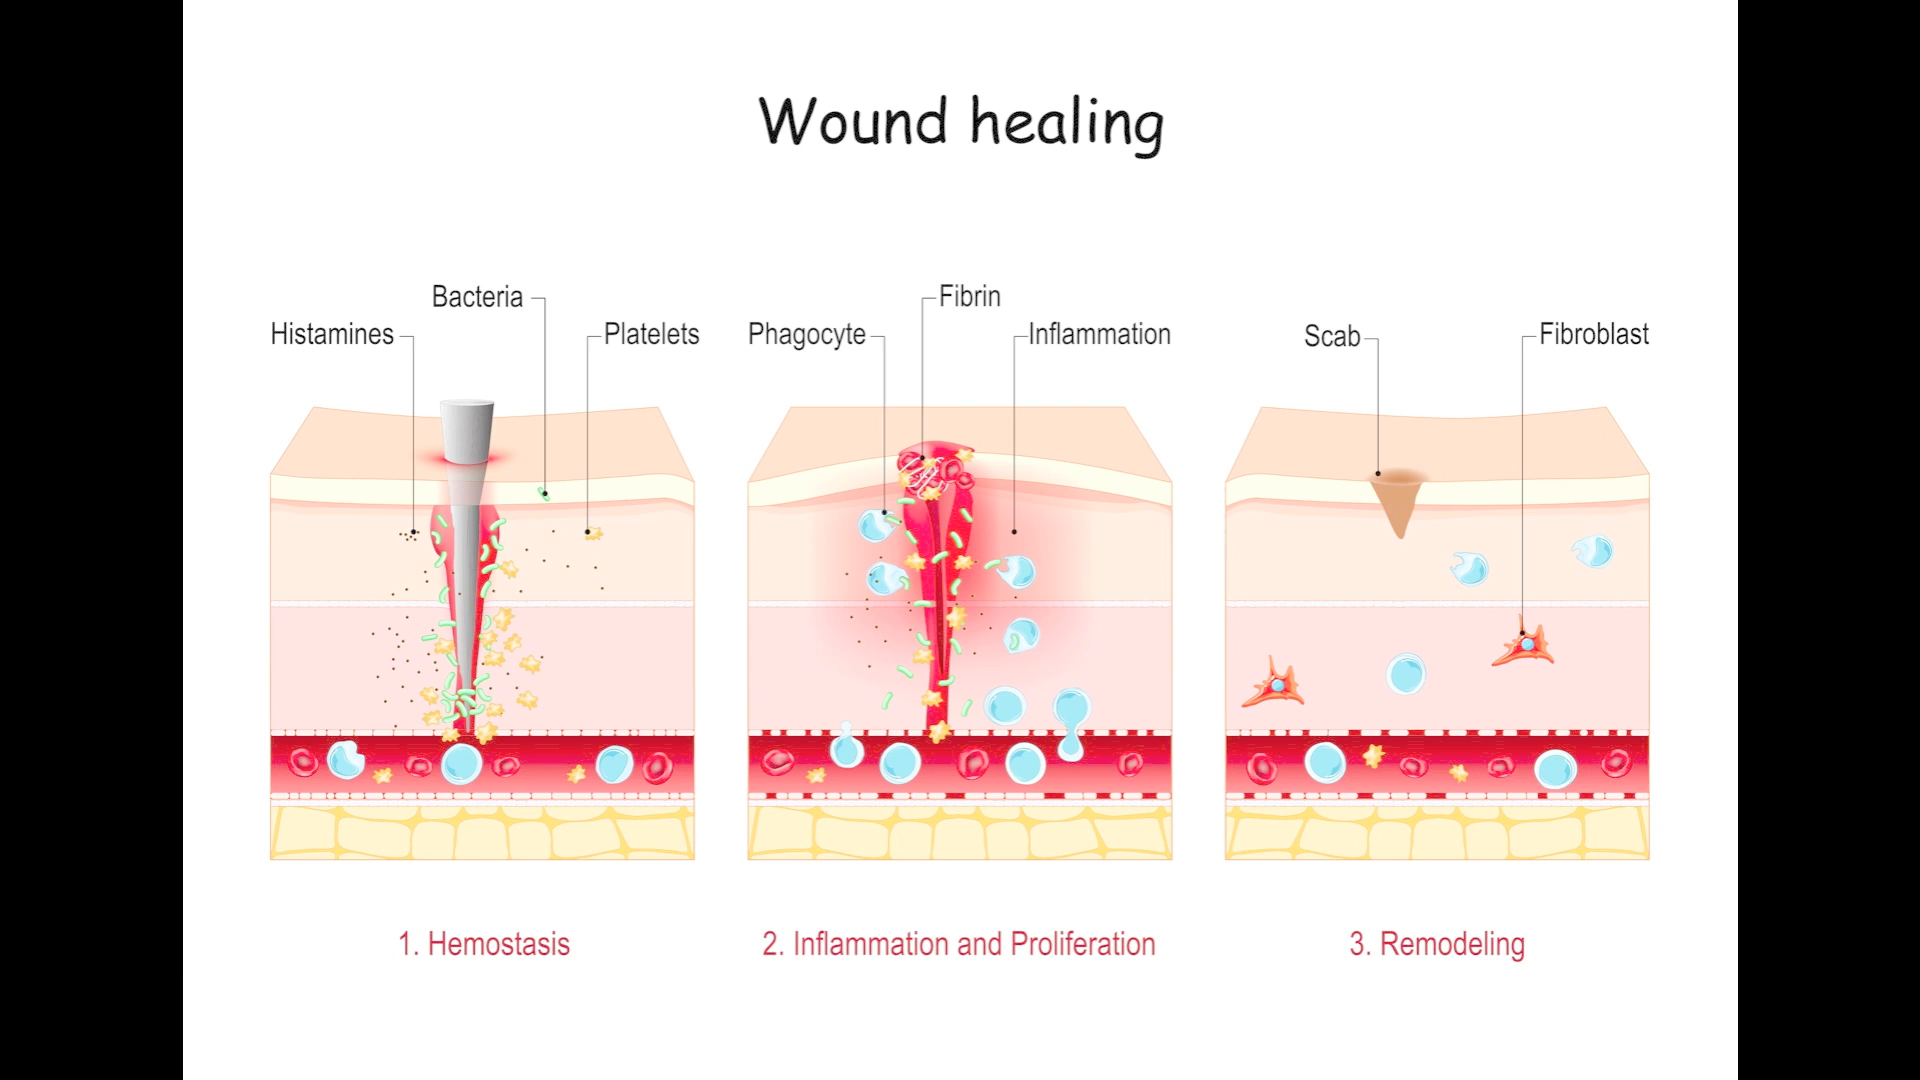 Wound healing
Bacteria
Histamines
Platelets
Fibrin
Phagocyte
Inflammation
Scab
Fibroblast
1. Hemostasis
2. Inflammation and Proliferation
3. Remodeling